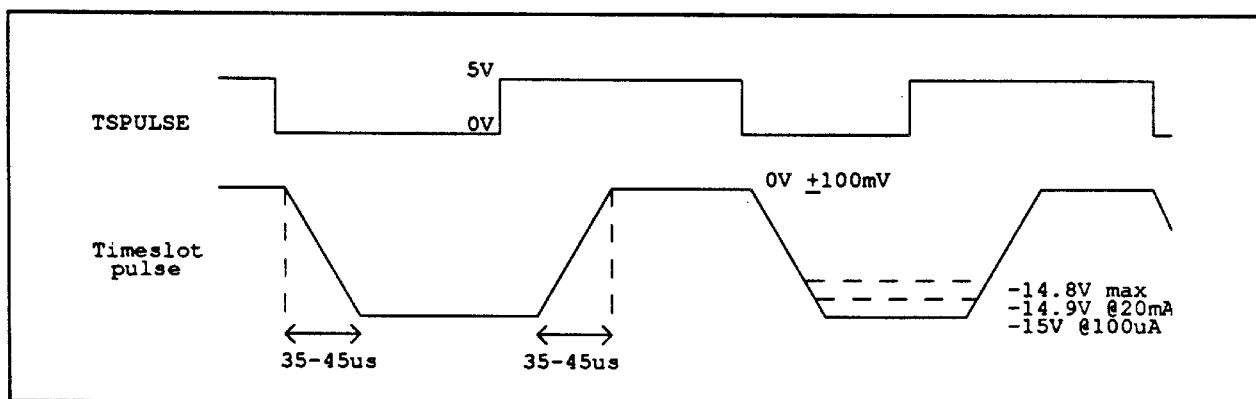 5V
TSPULSE
0V
0V ±100mV
Timeslot
pulse
-14.8V max
-14.9V @20mA
-15V @100uA
35-45us
35-45us